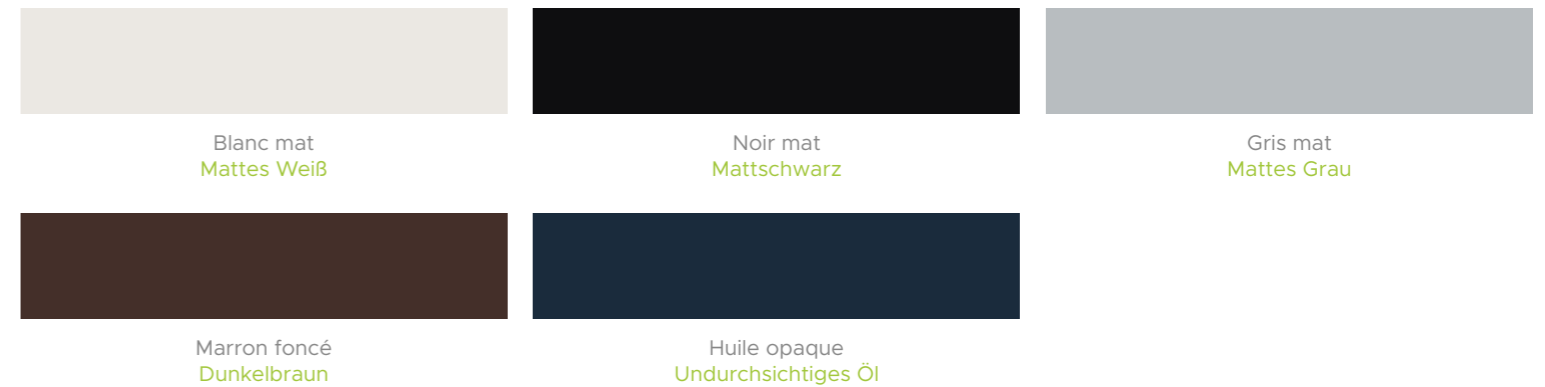 Blanc mat
Mattes Weiß
Noir mat
Mattschwarz
Gris mat
Mattes Grau
Marron foncé
Dunkelbraun
Huile opaque
Undurchsichtiges Öl